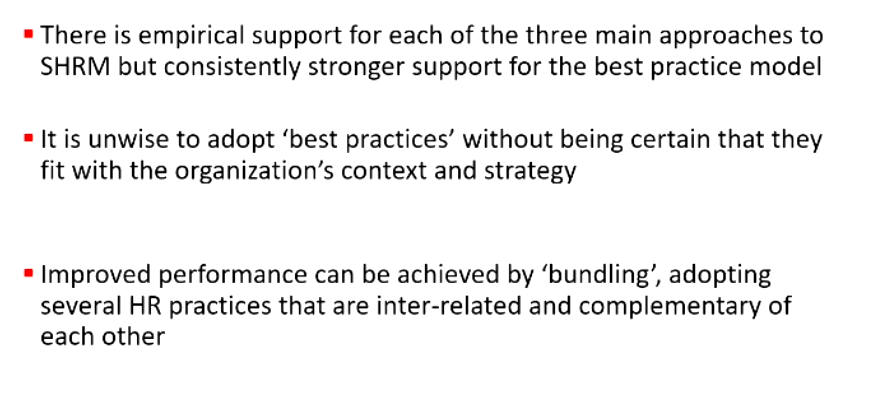 ▪ There is empirical support for each of the three main approaches to
SHRM but consistently stronger support for the best practice model
▪ It is unwise to adopt ‘best practices’ without being certain that they
fit with the organization’s context and strategy
▪ Improved performance can be achieved by ‘bundling’, adopting
several HR practices that are inter-related and complementary of
each other